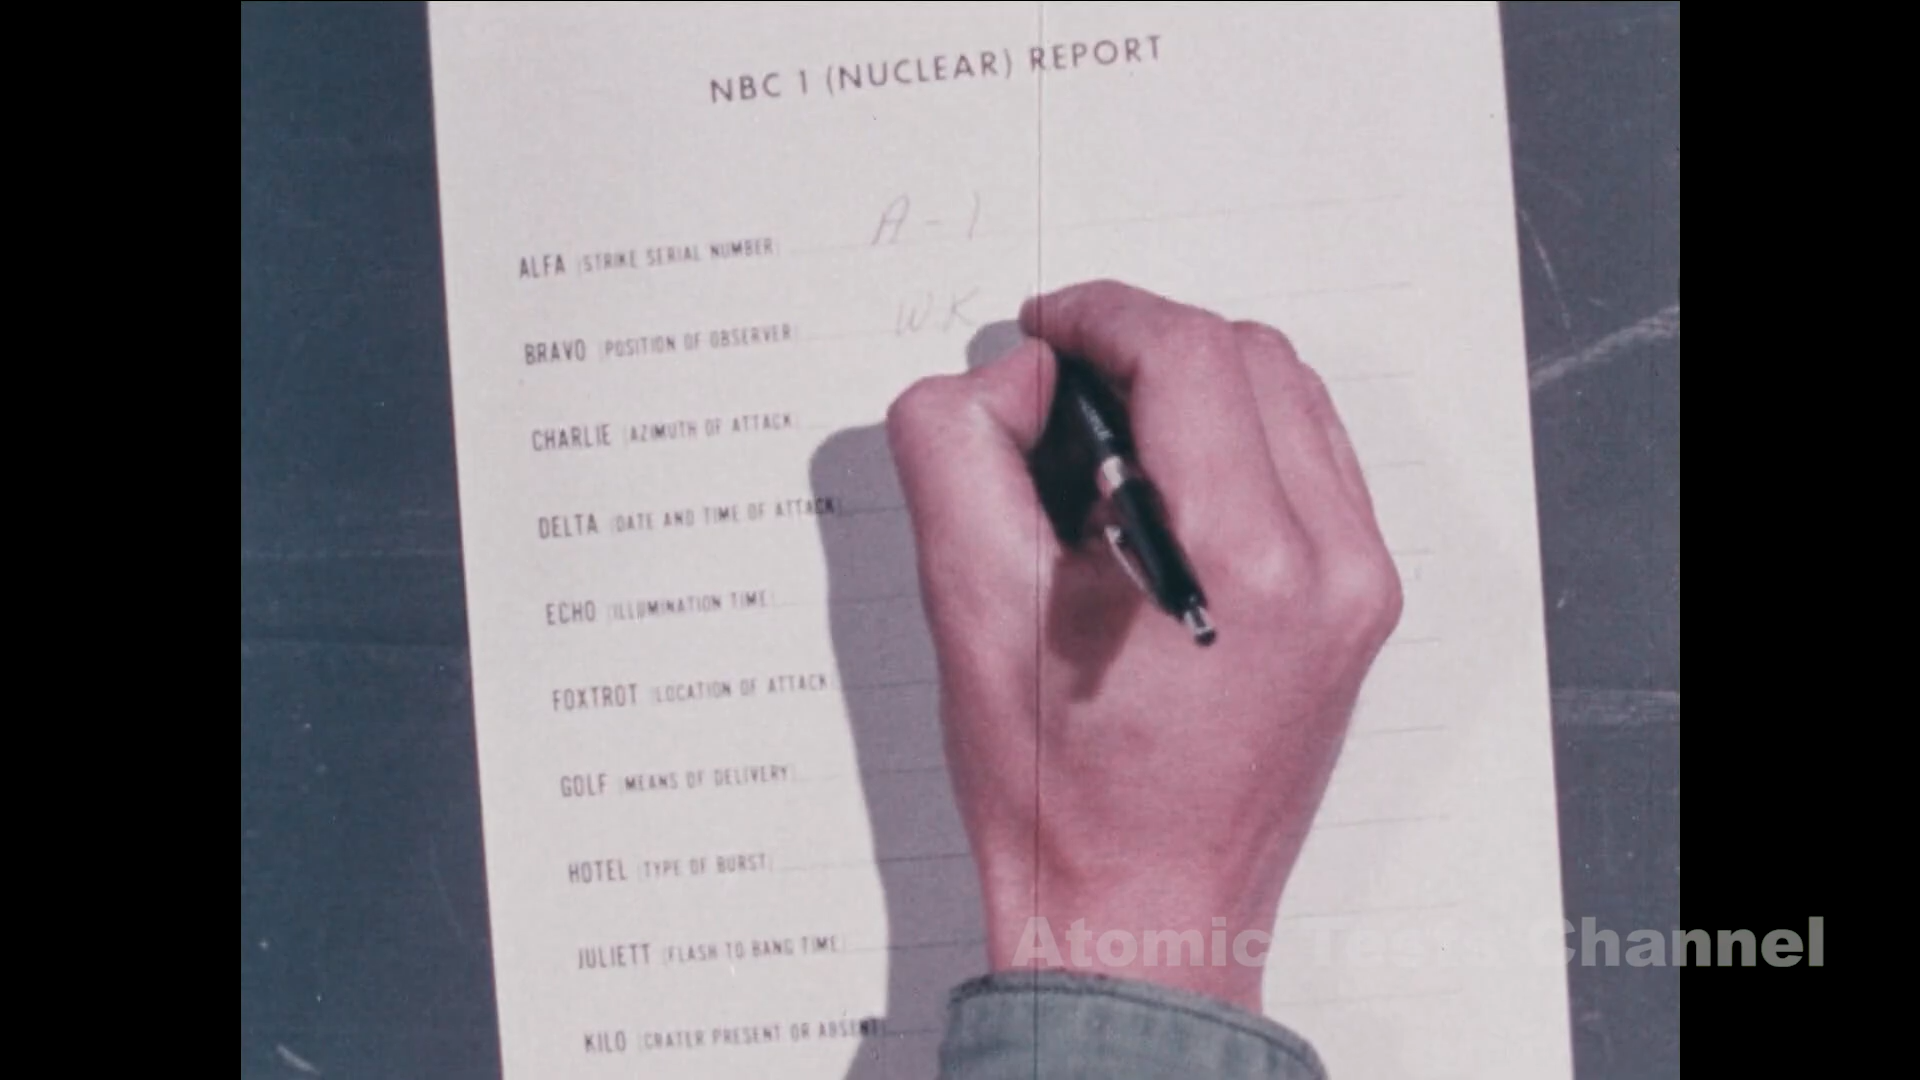 NBC 1 (NUCLEAR) REPORT
ALFA (STRIKE SERIAL NUMBER) A-1
BRAVO (POSITION OF OBSERVER) WK
CHARLIE (AZIMUTH OF ATTACK)
DELTA (DATE AND TIME OF ATTACK)
ECHO (ILLUMINATION TIME)
FOXTROT (LOCATION OF ATTACK)
GOLF (MEANS OF DELIVERY)
HOTEL (TYPE OF BURST)
JULIETT (FLASH TO BANG TIME)
KILO (CRATER PRESENT OR ABSENT)
Atomic Tests Channel